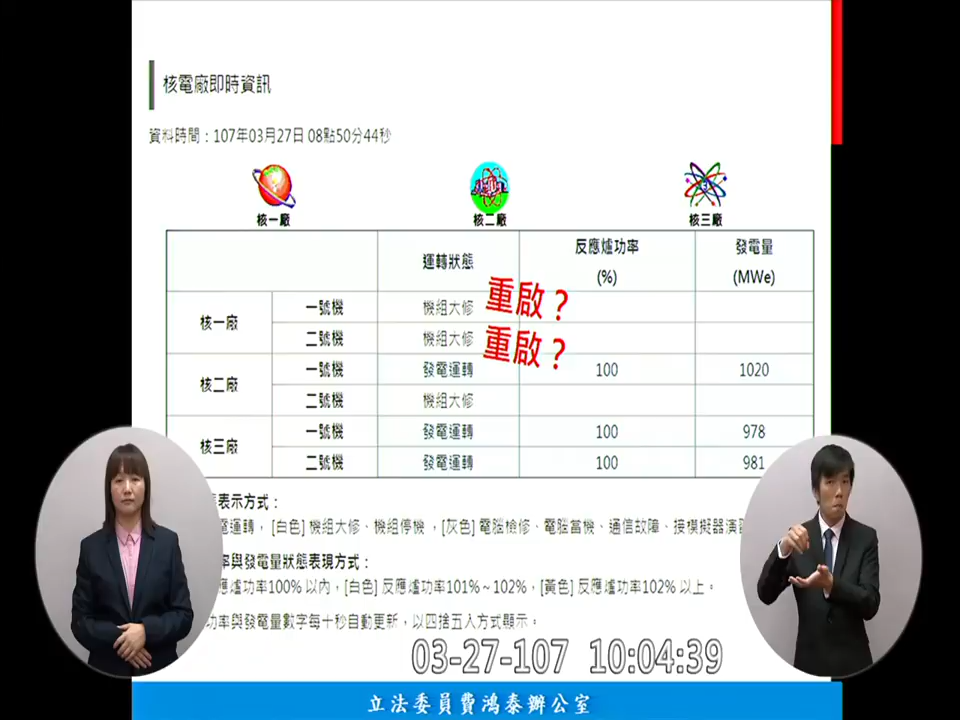 核電廠即時資訊
資料時間：107年03月27日 08點50分44秒
核一廠 核二廠 核三廠
運轉狀態 反應爐功率 (%) 發電量 (MWe)
核一廠 一號機 機組大修 重啟？
二號機 機組大修 重啟？
核二廠 一號機 發電運轉 100 1020
二號機 機組大修
核三廠 一號機 發電運轉 100 978
二號機 發電運轉 100 981
表示方式：
電運轉，[白色] 機組大修、機組停機，[灰色] 電腦檢修、電腦當機、通信故障、接模擬器演
率與發電量狀態表現方式：
應爐功率100% 以內，[白色] 反應爐功率101%～102%，[黃色] 反應爐功率102% 以上。
功率與發電量數字每十秒自動更新，以四捨五入方式顯示。
03-27-107 10:04:39
立法委員費鴻泰辦公室